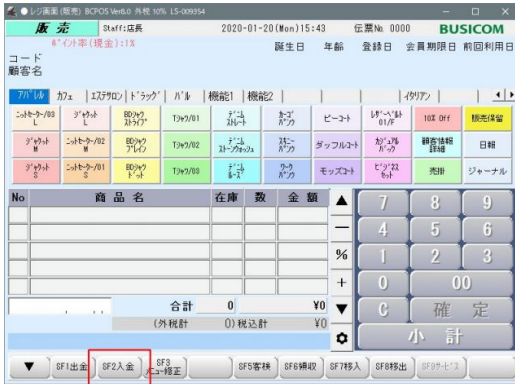 レジ画面 (販売) BCPOS Ver8.0 外税 10% LS-009354
販 売 Staff:店長 2020-01-20(Mon)15:43 伝票No. 0000 BUSICOM
ﾎﾟｲﾝﾄ率(現金):1% 誕生日 年齢 登録日 会員期限日 前回利用日
コード
顧客名
ｱﾊﾟﾚﾙ ｶﾌｪ ｴｽﾃｻﾛﾝ ﾄﾞﾗｯｸﾞ ﾊﾟﾙ 機能1 機能2 ｲﾀﾘｱﾝ
ﾆｯﾄｾｰﾀｰ/03 L ｼﾞｬｹｯﾄ L BDｼｬﾂ ｽﾄﾗｲﾌﾟ Tｼｬﾂ/01 ﾃﾞﾆﾑ ｽﾄﾚｰﾄ ｶｰｺﾞ ﾊﾟﾝﾂ ピーコート ﾚｻﾞｰﾍﾞﾙﾄ 01/F 10% Off 販売保留
ｼﾞｬｹｯﾄ M ﾆｯﾄｾｰﾀｰ/02 M BDｼｬﾂ ﾌﾟﾚｲﾝ Tｼｬﾂ/02 ﾃﾞﾆﾑ ｽﾄｰﾝｳｫｯｼｭ ｽｷﾆｰ ﾊﾟﾝﾂ ダッフルコート ｶｼﾞｭｱﾙ ﾊﾞｯｸﾞ 顧客情報 詳細 日報
ｼﾞｬｹｯﾄ S ﾆｯﾄｾｰﾀｰ/01 S BDｼｬﾂ ﾄﾞｯﾄ Tｼｬﾂ/03 ﾃﾞﾆﾑ ﾙｰｽﾞ ﾜｰｸ ﾊﾟﾝﾂ モッズコート ﾋﾞｼﾞﾈｽ ｾｯﾄ 売掛 ジャーナル
No 商 品 名 在庫 数 金 額 ▲ 7 8 9
— 4 5 6
% 1 2 3
+ 0 00
合計 0 ¥0 ▼ C 確 定
(外税計 0) 税込計 ¥0 小 計
▼ SF1出金 SF2入金 SF3 ﾒﾆｭｰ修正 SF5客検 SF6領収 SF7移入 SF8移出 SF9ｻｰﾋﾞｽ